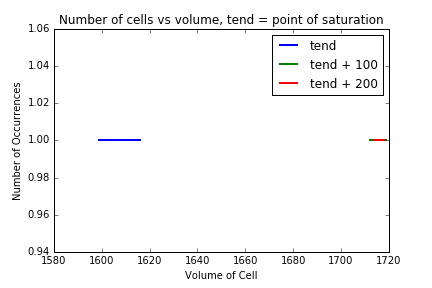 Number of cells vs volume, tend = point of saturation
1.06
1.04
1.02
1.00
0.98
0.96
0.94
Number of Occurrences
tend
tend + 100
tend + 200
1580
1600
1620
1640
1660
1680
1700
1720
Volume of Cell